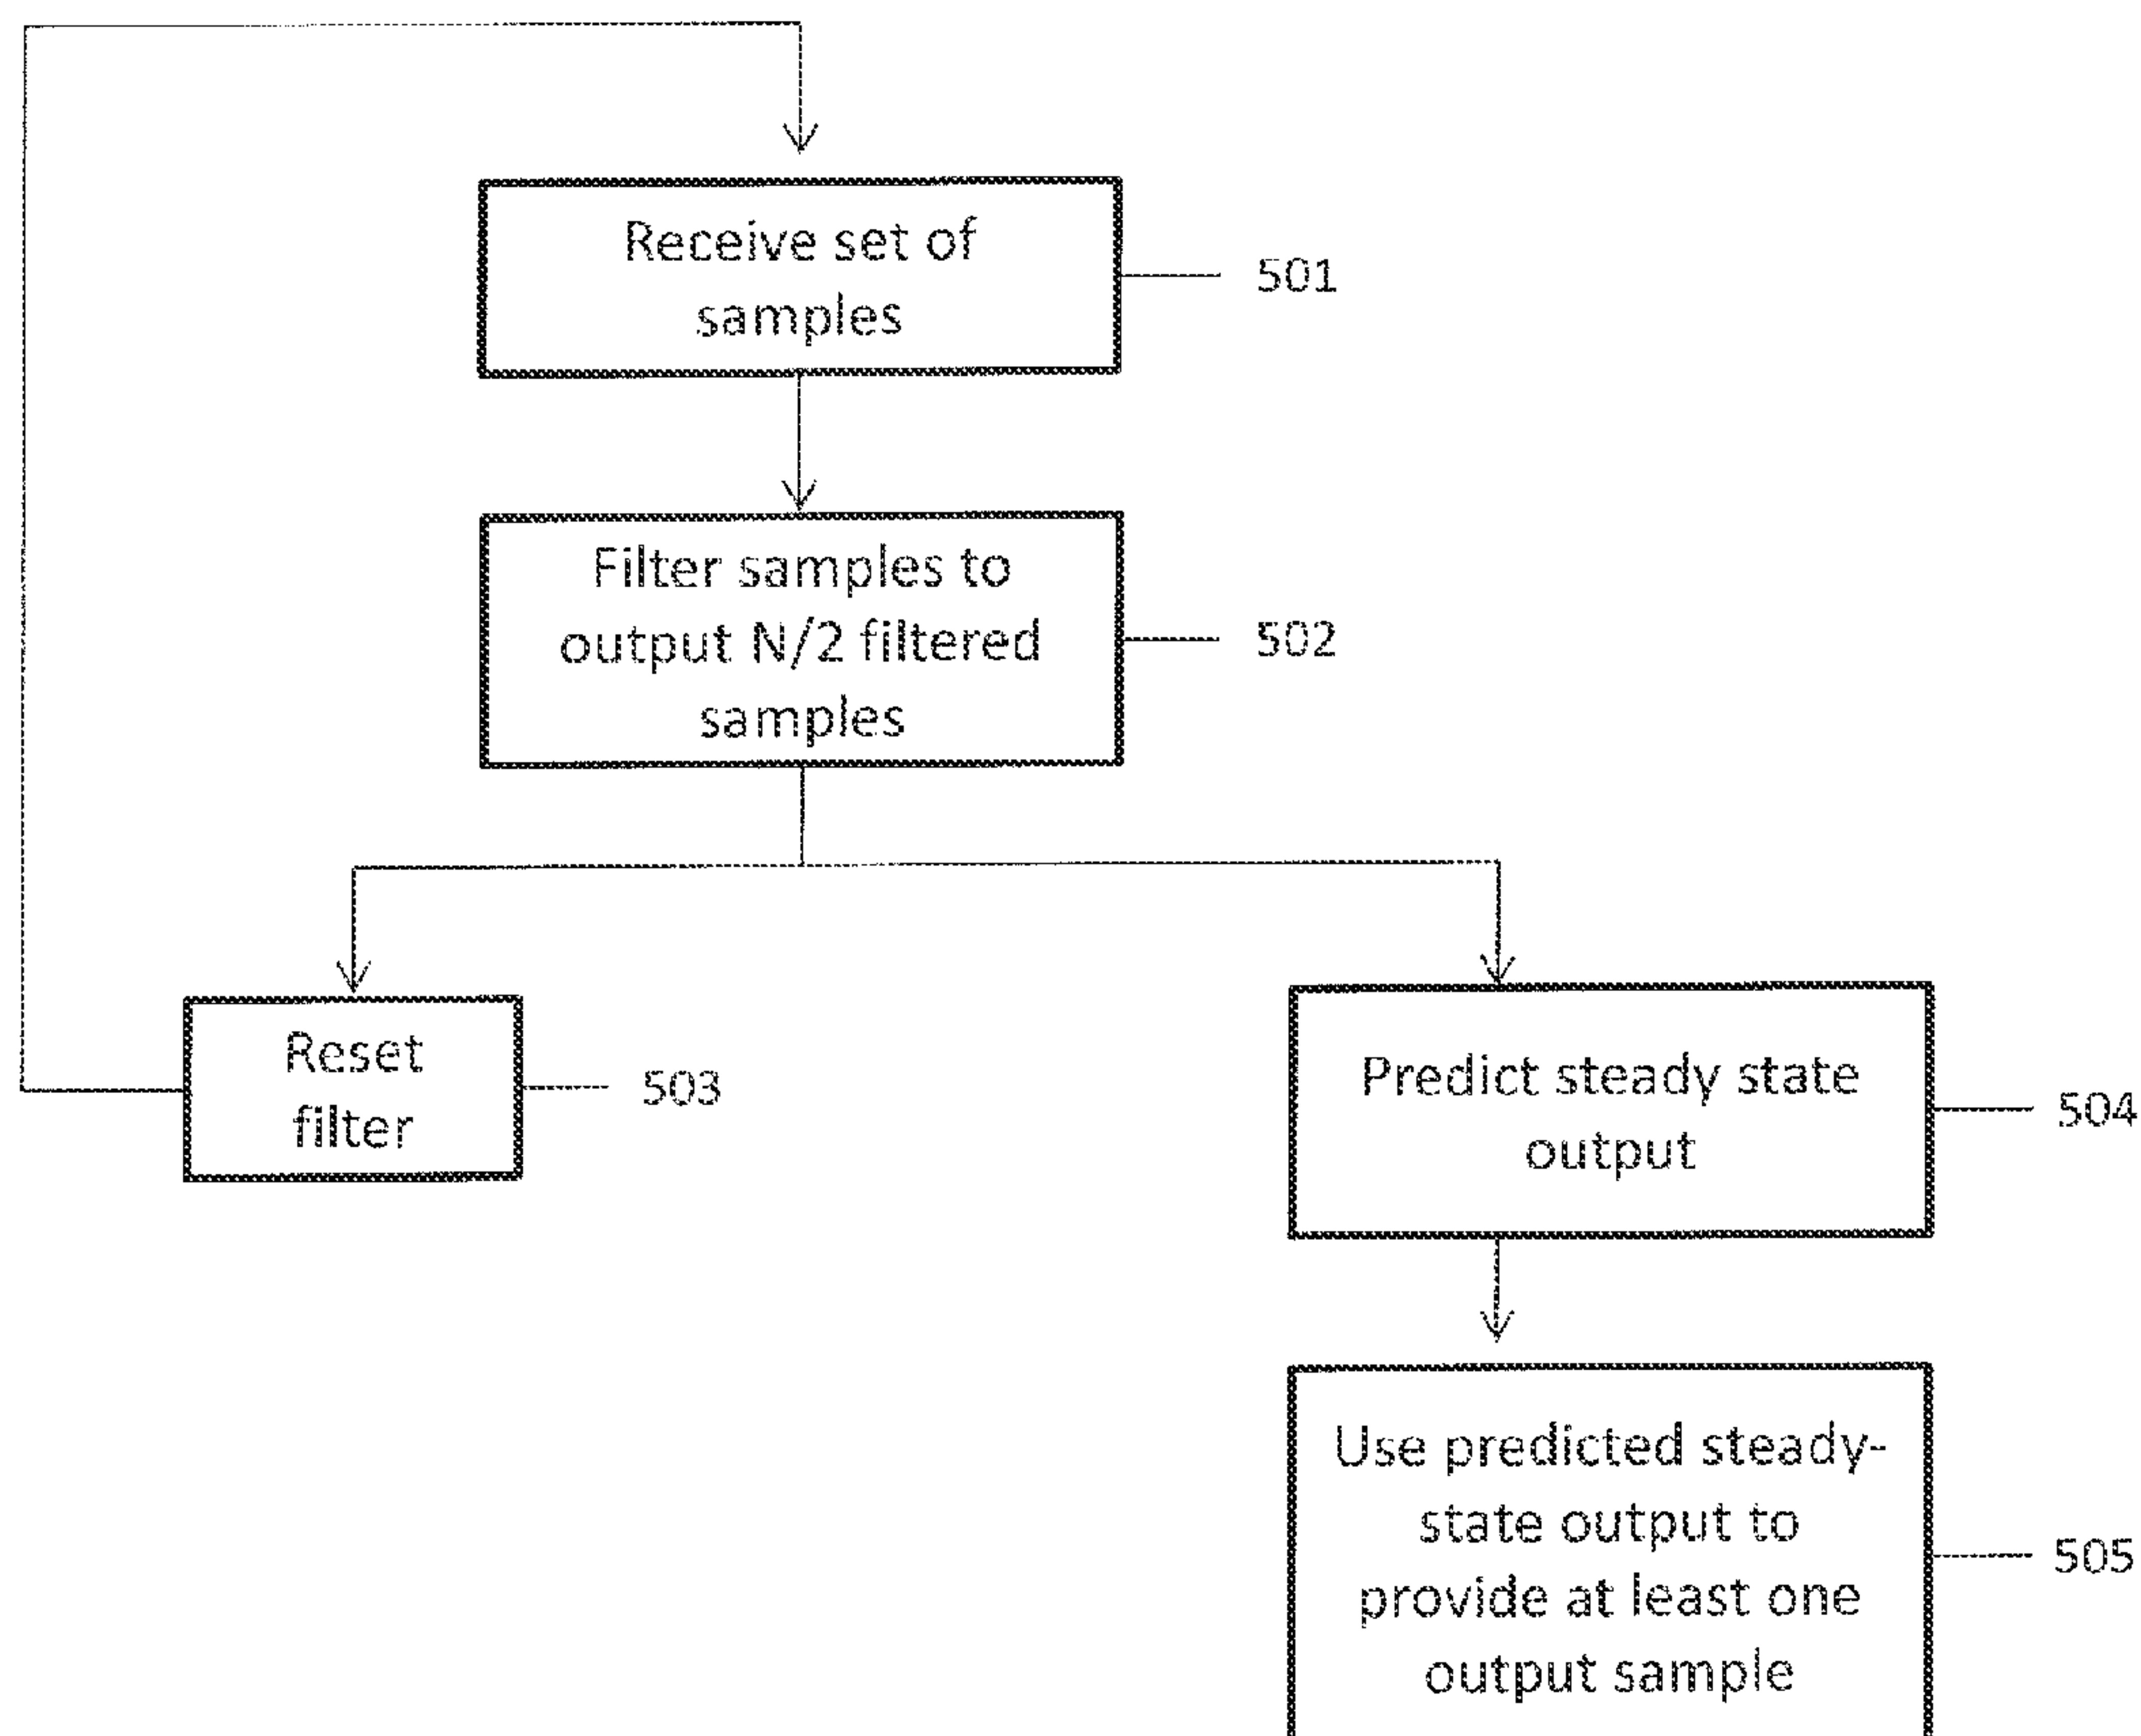 Receive set of
samples
501
Filter samples to
output N/2 filtered
samples
502
Reset
filter
503
Predict steady state
output
504
Use predicted steady-
state output to
provide at least one
output sample
505